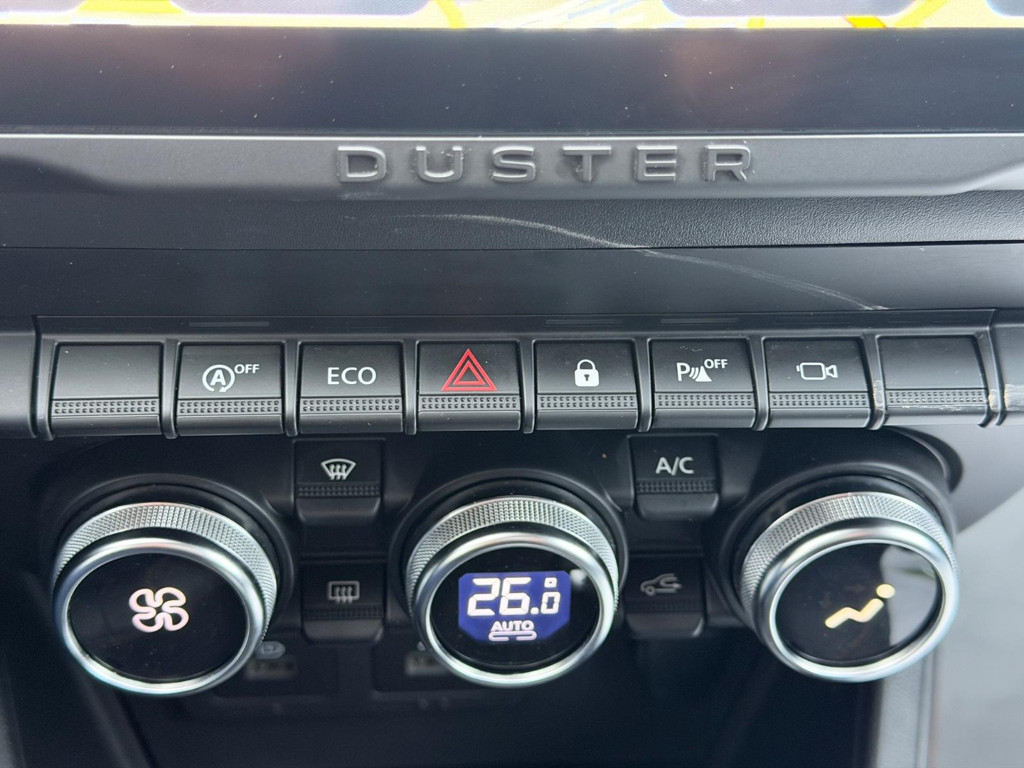 DUSTER
A OFF
ECO
P OFF
A/C
26.0
AUTO